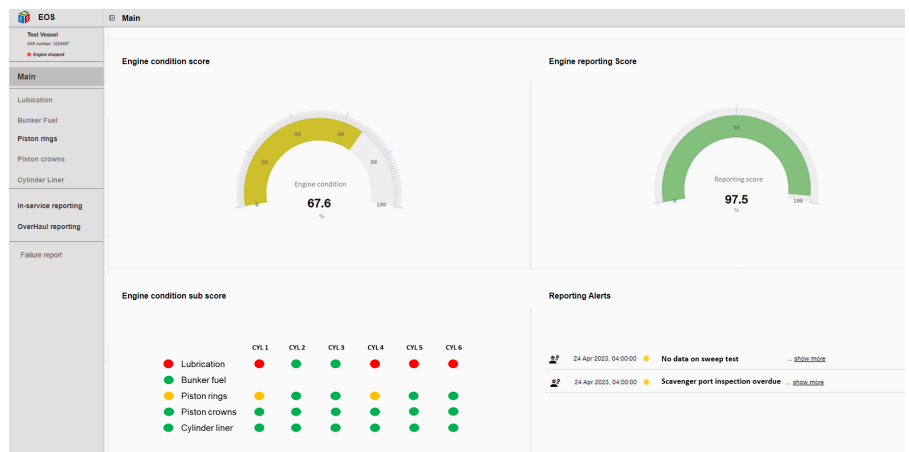 EOS
Main
Test Vessel
IMO number: 1234567
Engine stopped
Main
Lubication
Bunker Fuel
Piston rings
Piston crowns
Cylinder Liner
In-service reporting
OverHaul reporting
Failure report
Engine condition score
0
20
40
60
80
100
Engine condition
67.6
%
Engine reporting Score
0
50
100
Reporting score
97.5
%
Engine condition sub score
CYL 1 CYL 2 CYL 3 CYL 4 CYL 5 CYL 6
Lubrication
Bunker fuel
Piston rings
Piston crowns
Cylinder liner
Reporting Alerts
24 Apr 2023, 04:00:00 No data on sweep test ... show more
24 Apr 2023, 04:00:00 Scavenger port inspection overdue ... show more